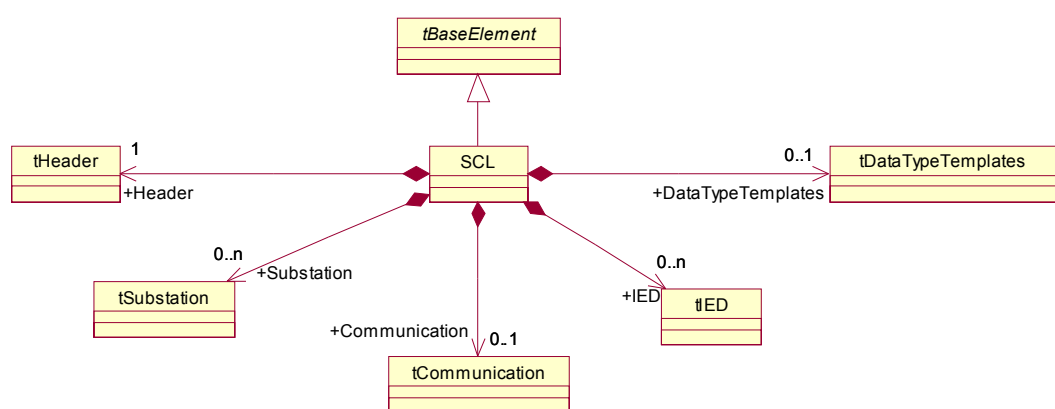 tBaseElement
tHeader
1
+Header
SCL
0..1
+DataTypeTemplates
tDataTypeTemplates
0..n
+Substation
tSubstation
+Communication
0..1
tCommunication
0..n
+IED
tIED